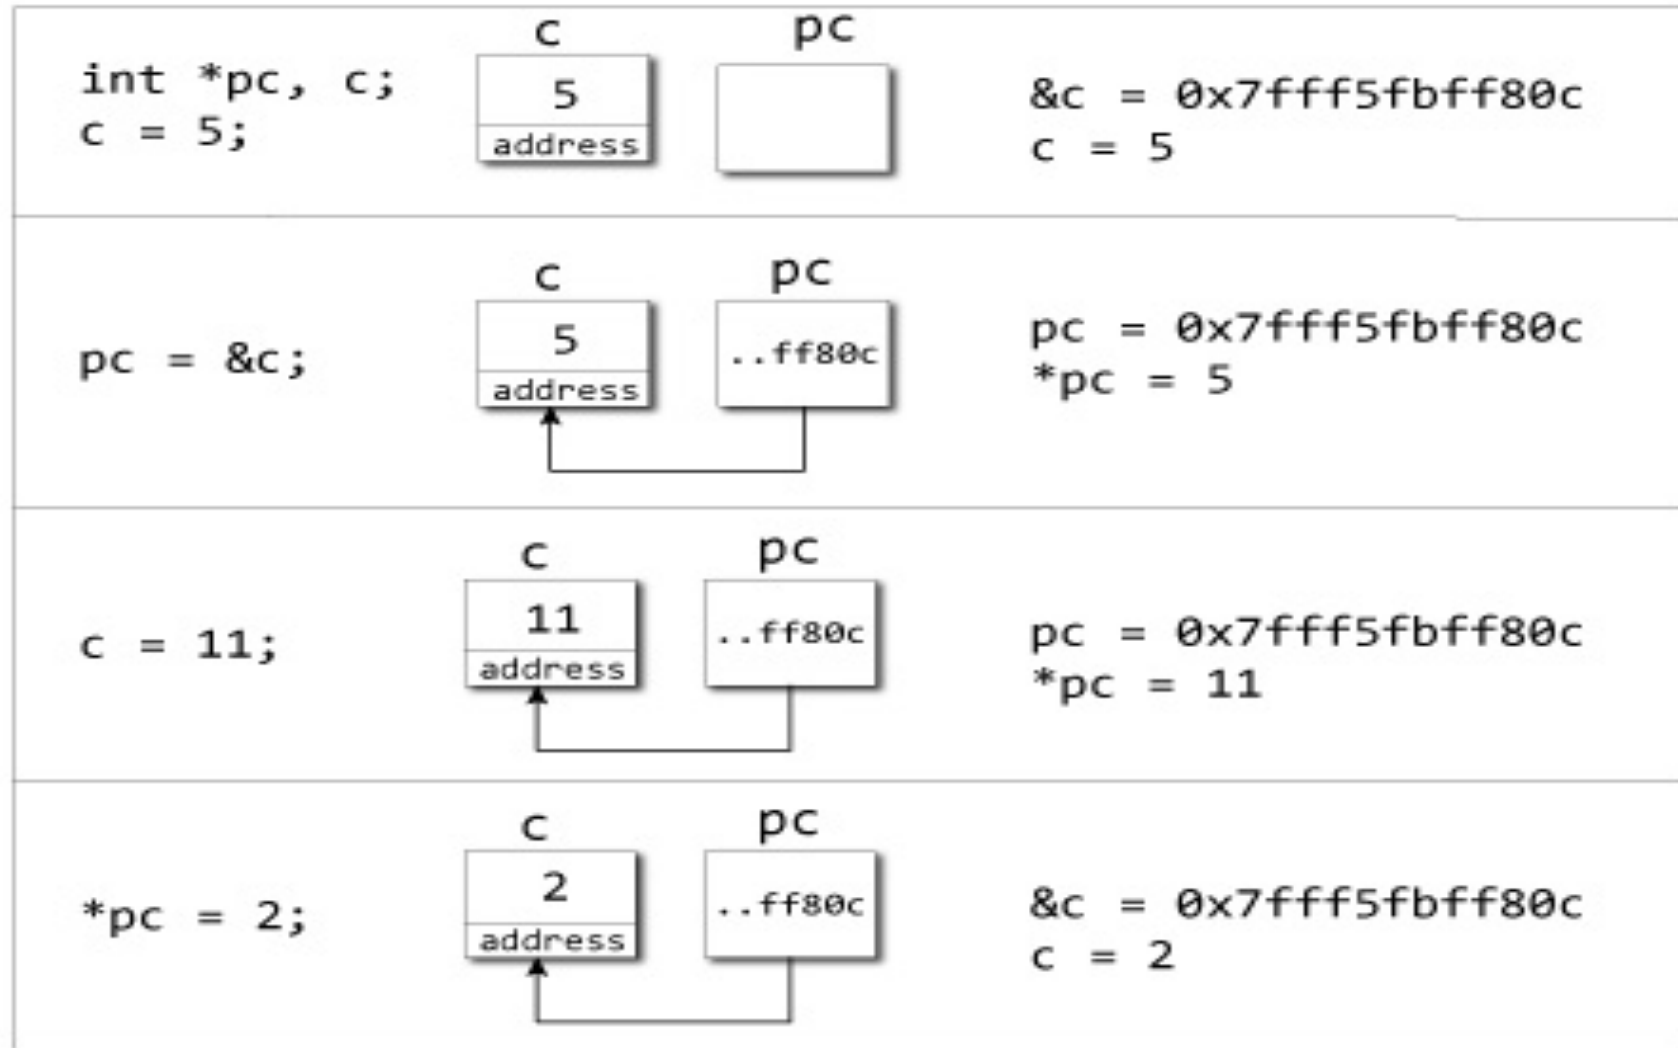 c pc
int *pc, c;
c = 5;
5
address
&c = 0x7fff5fbff80c
c = 5
c pc
pc = &c;
5
address
..ff80c
pc = 0x7fff5fbff80c
*pc = 5
c pc
c = 11;
11
address
..ff80c
pc = 0x7fff5fbff80c
*pc = 11
c pc
*pc = 2;
2
address
..ff80c
&c = 0x7fff5fbff80c
c = 2